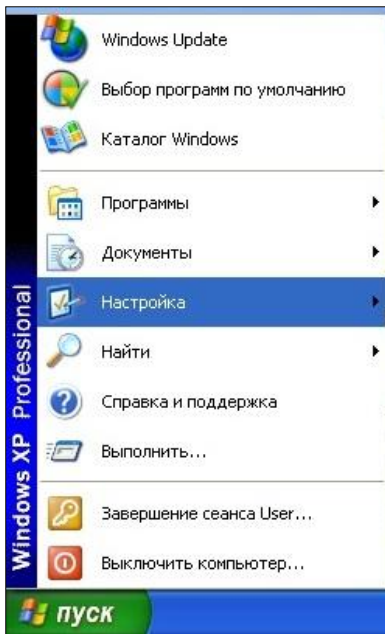 Windows Update
Выбор программ по умолчанию
Каталог Windows
Программы
Документы
Настройка
Найти
Справка и поддержка
Выполнить...
Завершение сеанса User...
Выключить компьютер...
Windows XP Professional
пуск